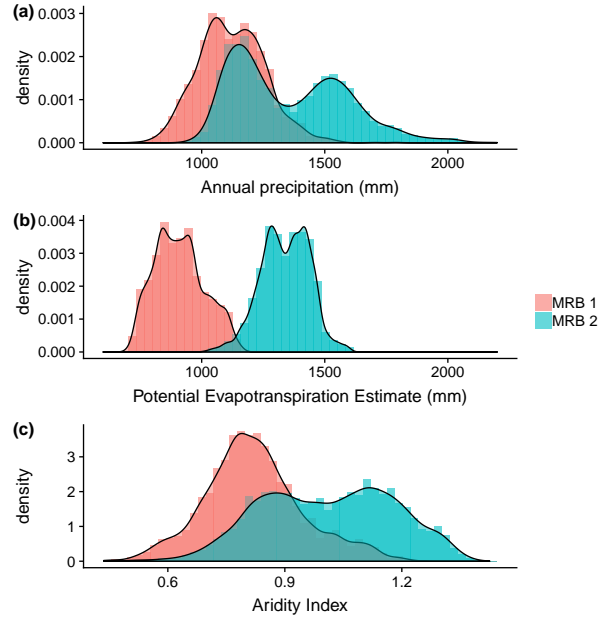 (a)
0.003
0.002
0.001
0.000
density
1000
1500
2000
Annual precipitation (mm)
(b)
0.004
0.003
0.002
0.001
0.000
density
1000
1500
2000
Potential Evapotranspiration Estimate (mm)
MRB 1
MRB 2
(c)
3
2
1
0
density
0.6
0.9
1.2
Aridity Index